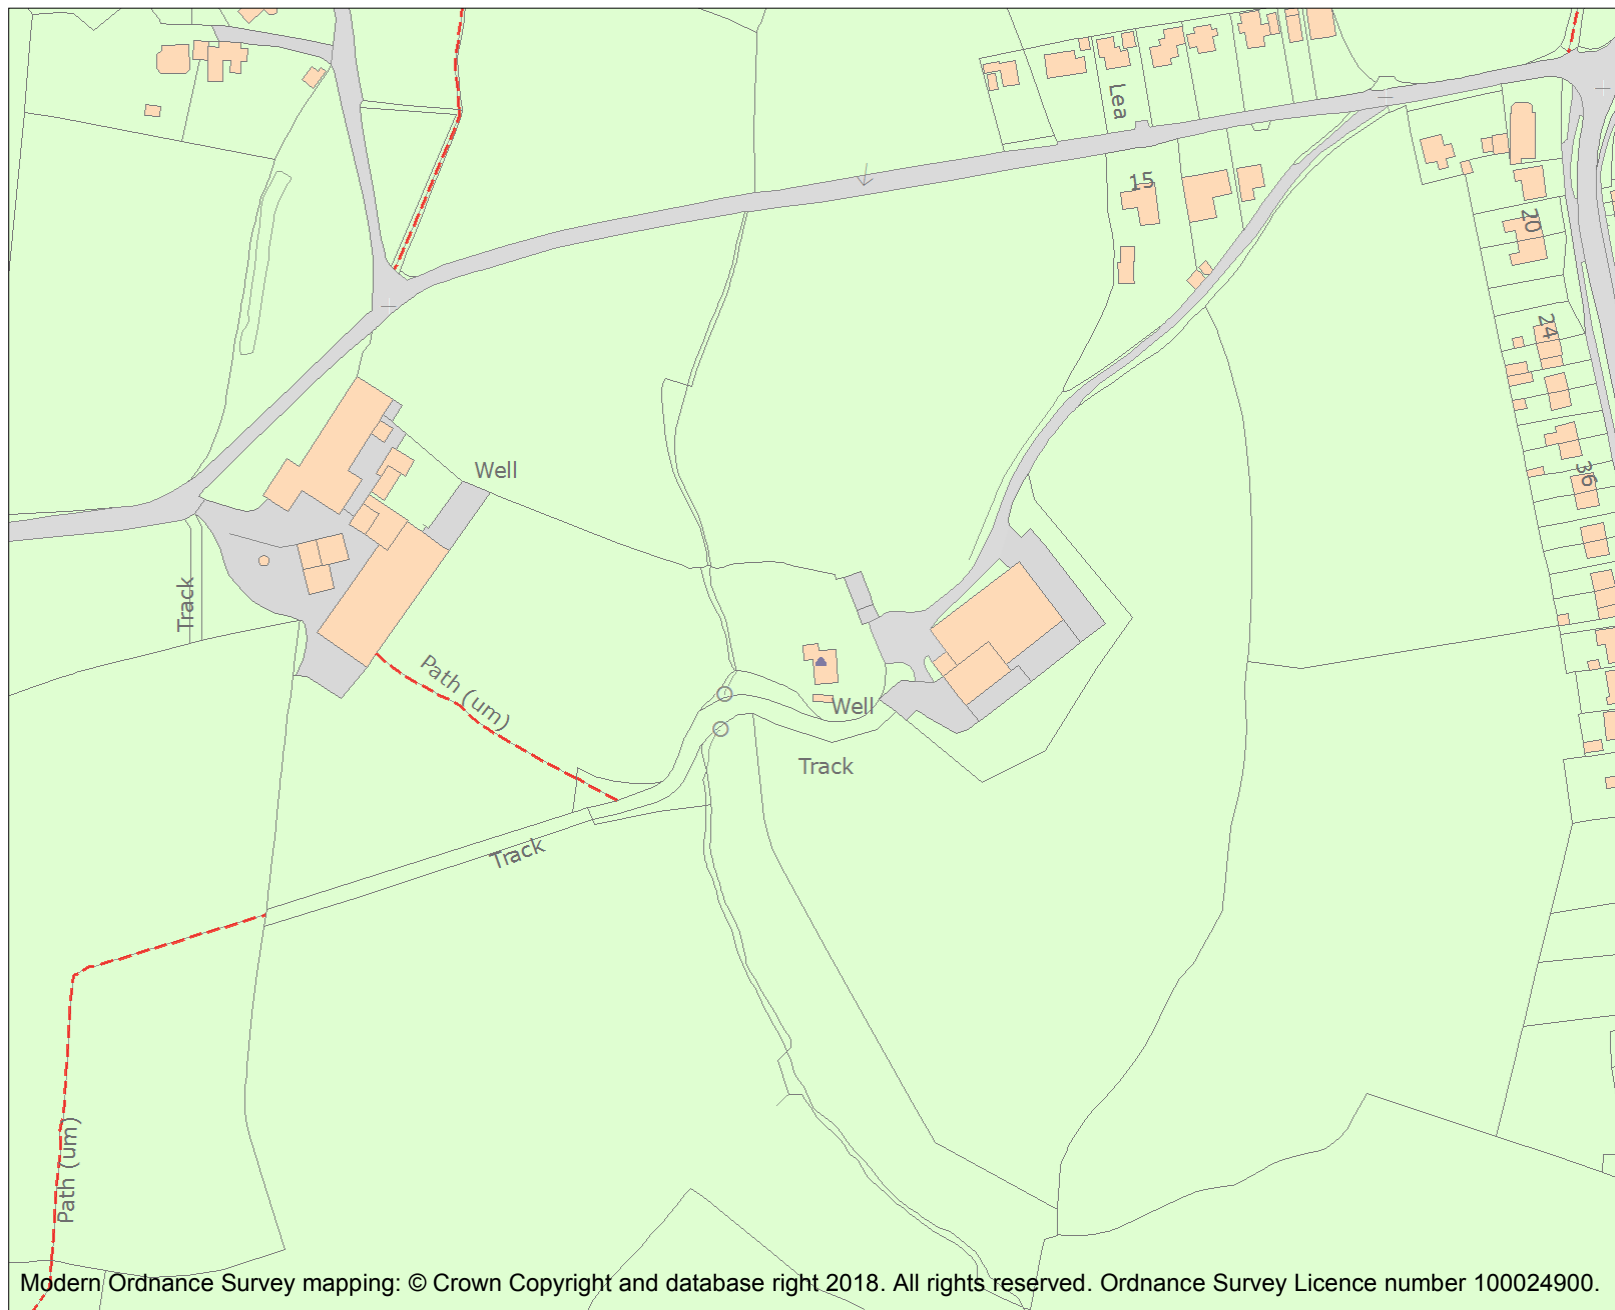 Lea
15
20
24
36
Well
Track
Path (um)
Well
Track
Track
Path (um)
Modern Ordnance Survey mapping: © Crown Copyright and database right 2018. All rights reserved. Ordnance Survey Licence number 100024900.